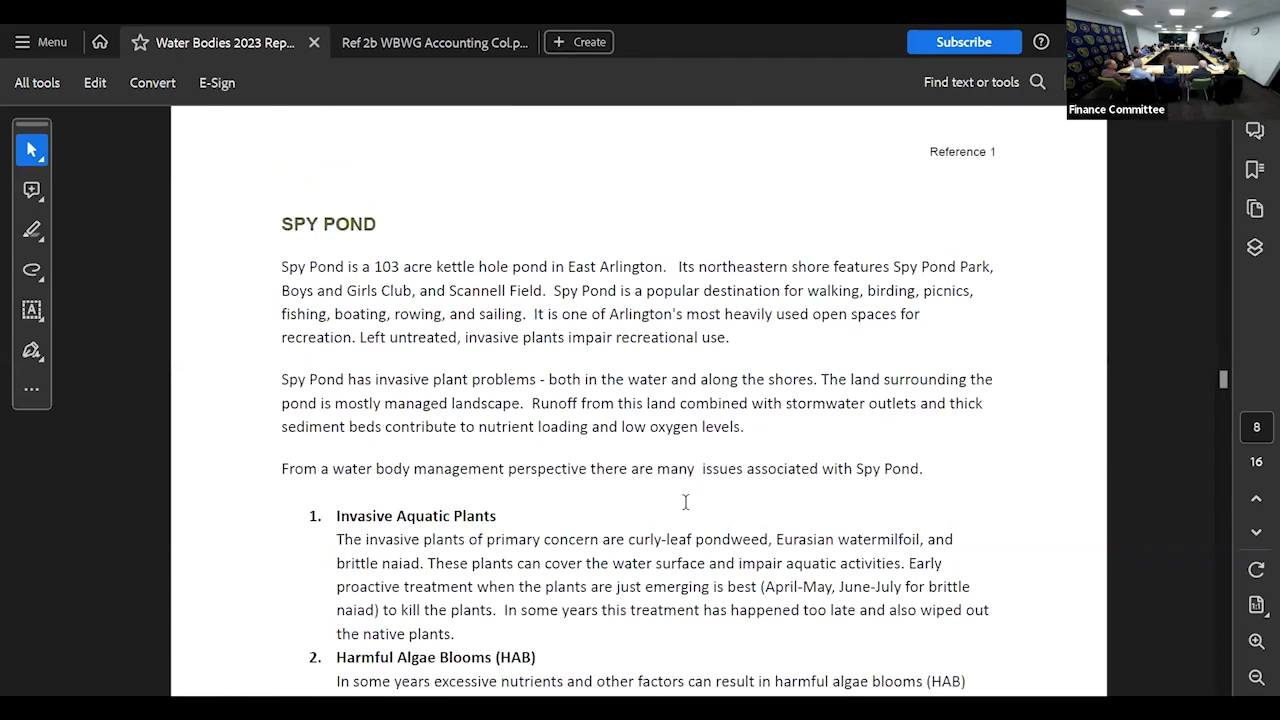 Menu
Water Bodies 2023 Rep...
Ref 2b WBWG Accounting Col.p...
Create
Subscribe
All tools
Edit
Convert
E-Sign
Find text or tools
Finance Committee
Reference 1
SPY POND
Spy Pond is a 103 acre kettle hole pond in East Arlington. Its northeastern shore features Spy Pond Park,
Boys and Girls Club, and Scannell Field. Spy Pond is a popular destination for walking, birding, picnics,
fishing, boating, rowing, and sailing. It is one of Arlington's most heavily used open spaces for
recreation. Left untreated, invasive plants impair recreational use.
Spy Pond has invasive plant problems - both in the water and along the shores. The land surrounding the
pond is mostly managed landscape. Runoff from this land combined with stormwater outlets and thick
sediment beds contribute to nutrient loading and low oxygen levels.
From a water body management perspective there are many issues associated with Spy Pond.
1. Invasive Aquatic Plants
The invasive plants of primary concern are curly-leaf pondweed, Eurasian watermilfoil, and
brittle naiad. These plants can cover the water surface and impair aquatic activities. Early
proactive treatment when the plants are just emerging is best (April-May, June-July for brittle
naiad) to kill the plants. In some years this treatment has happened too late and also wiped out
the native plants.
2. Harmful Algae Blooms (HAB)
In some years excessive nutrients and other factors can result in harmful algae blooms (HAB)
8
16